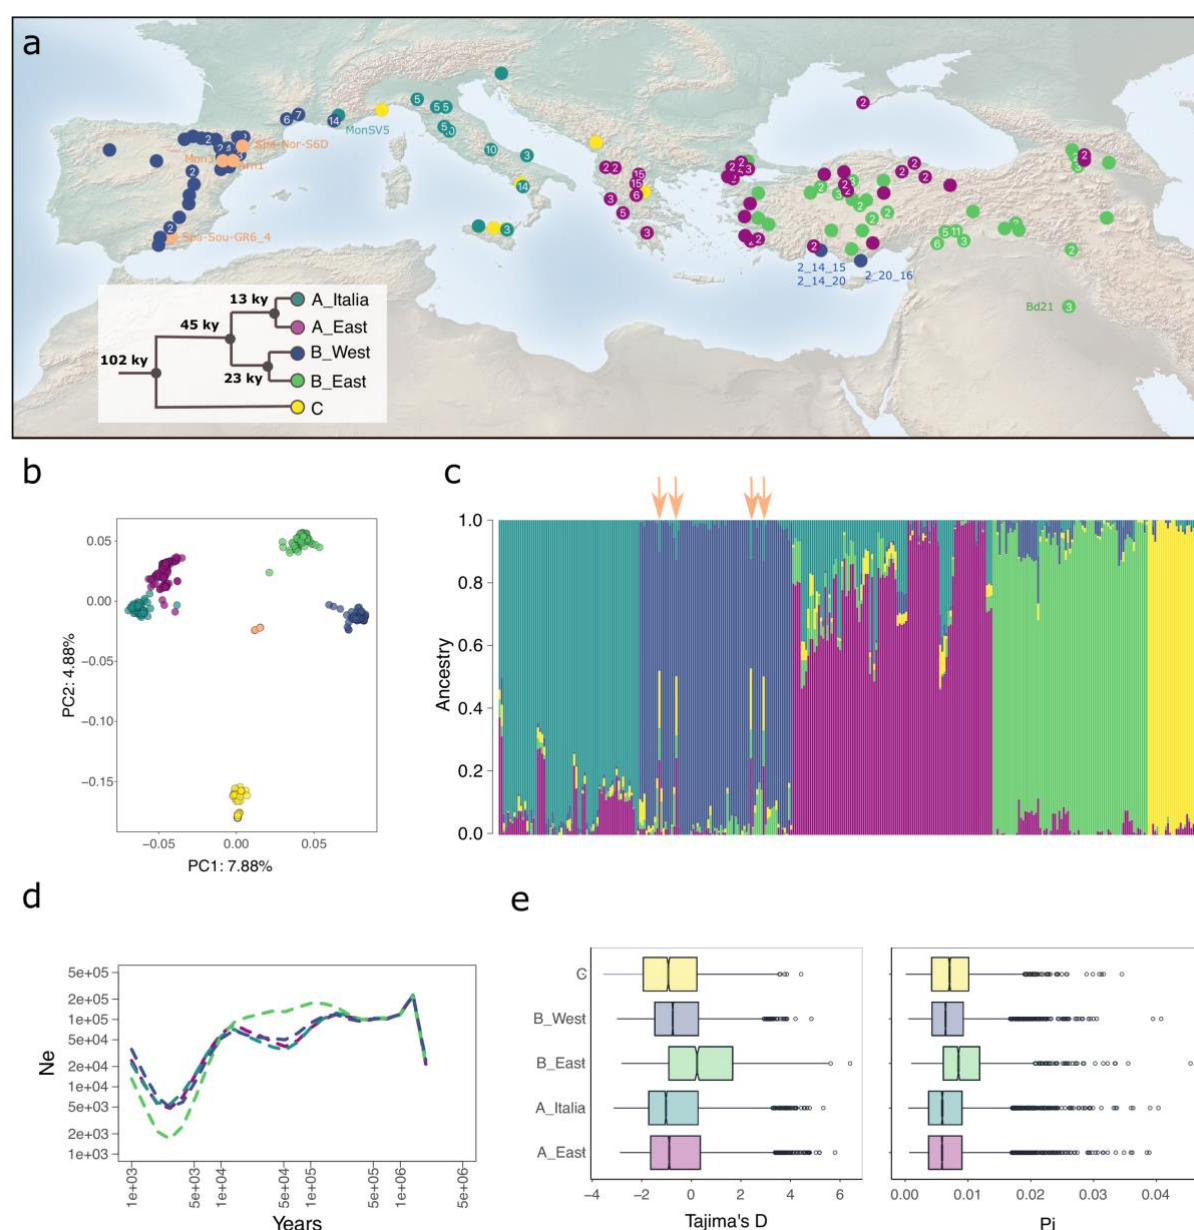 a
MonSV5
Spa-Nor-S6D
Spa-Sou-GR6_4
2_14_15
2_14_20
2_20_16
Bd21
13 ky
A_Italia
45 ky
A_East
102 ky
B_West
23 ky
B_East
C
b
PC2: 4.88%
0.05
0.00
−0.05
−0.10
−0.15
−0.05
0.00
0.05
PC1: 7.88%
c
Ancestry
1.0
0.8
0.6
0.4
0.2
0.0
d
Ne
5e+05
2e+05
1e+05
5e+04
2e+04
1e+04
5e+03
2e+03
1e+03
1e+03
5e+03
1e+04
5e+04
1e+05
5e+05
1e+06
5e+06
Years
e
C
B_West
B_East
A_Italia
A_East
−4
−2
0
2
4
6
Tajima's D
0.00
0.01
0.02
0.03
0.04
Pi